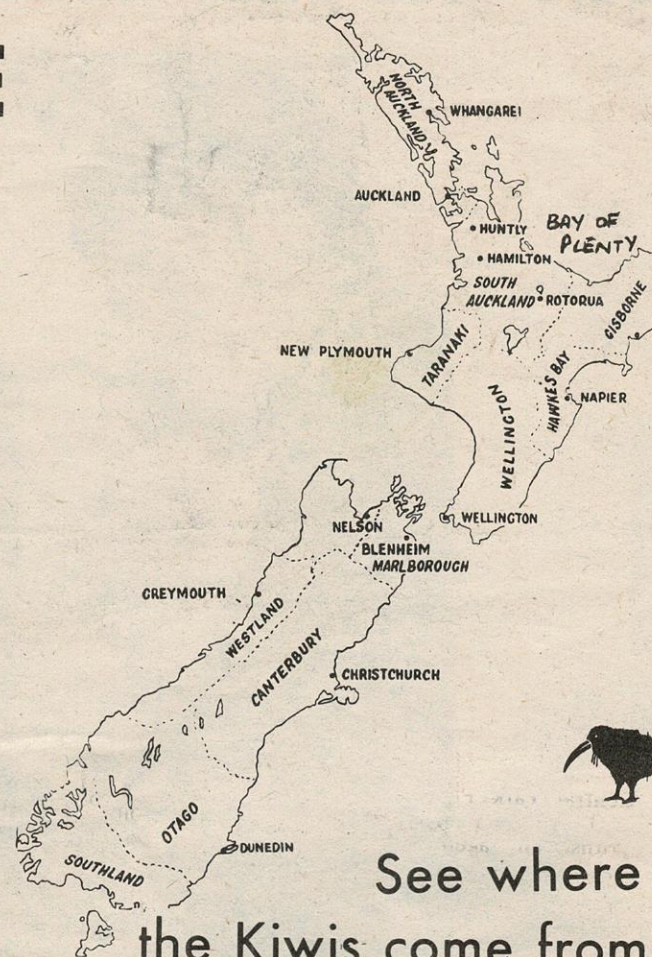 NORTH
AUCKLAND
WHANGAREI
AUCKLAND
HUNTLY
BAY OF
PLENTY
HAMILTON
SOUTH
AUCKLAND
ROTORUA
GISBORNE
NEW PLYMOUTH
TARANAKI
HAWKES BAY
NAPIER
WELLINGTON
WELLINGTON
NELSON
BLENHEIM
MARLBOROUGH
GREYMOUTH
WESTLAND
CANTERBURY
CHRISTCHURCH
OTAGO
DUNEDIN
SOUTHLAND
See where
the Kiwis come from